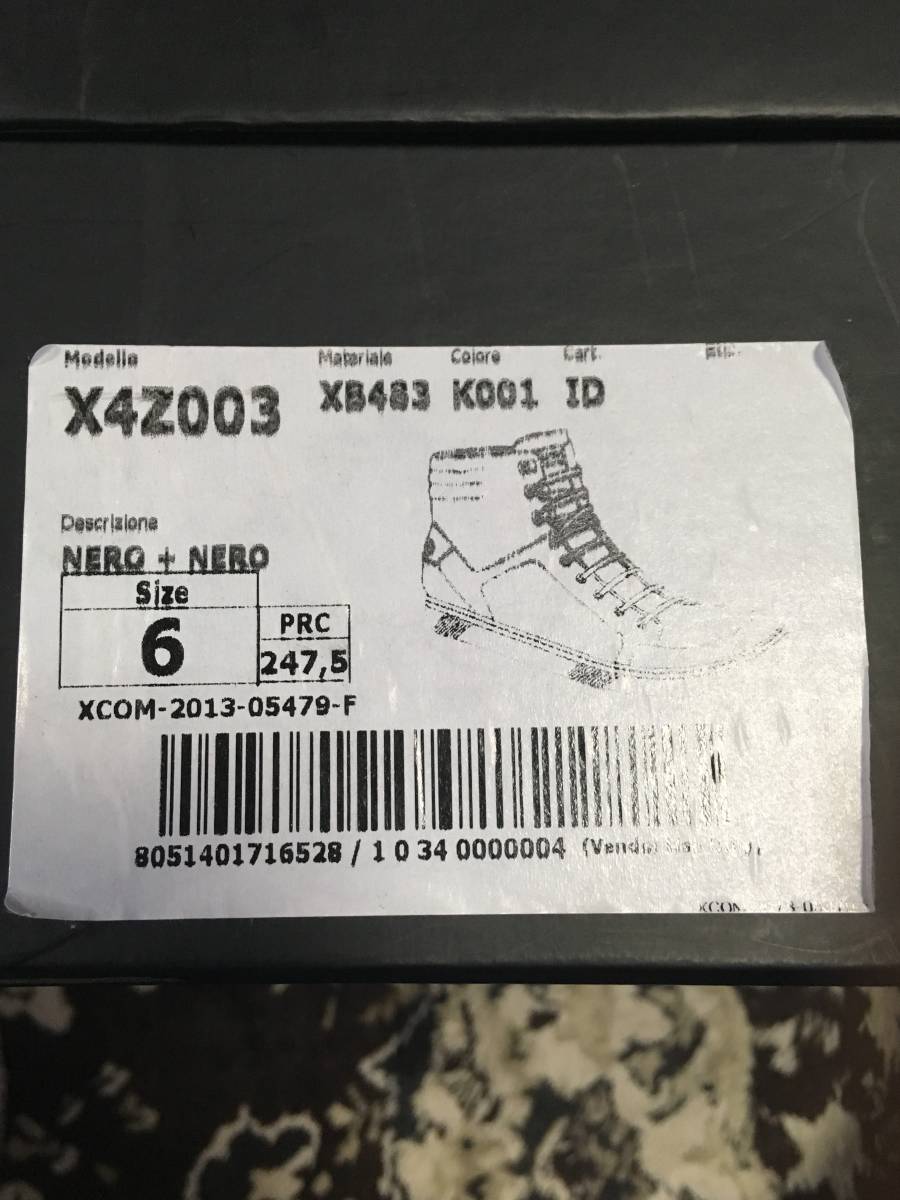 Modello Materiale Colore Cart.
X4Z003 XB483 K001 ID
Descrizione
NERO + NERO
Size
6
PRC
247,5
XCOM-2013-05479-F
8051401716528 / 1 0 34 0000004